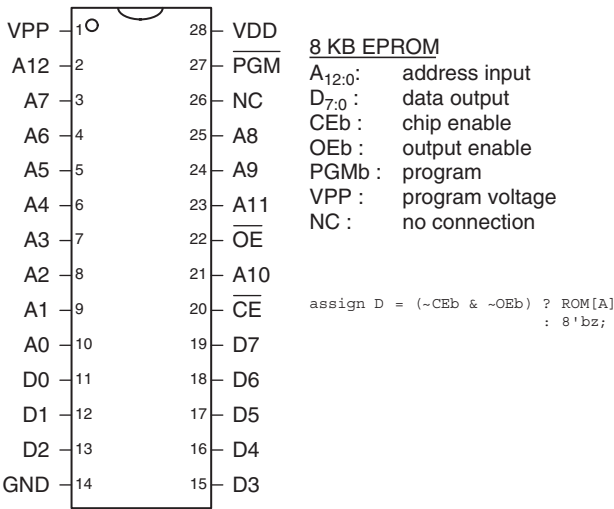 VPP 1 28 VDD
A12 2 27 PGM
A7 3 26 NC
A6 4 25 A8
A5 5 24 A9
A4 6 23 A11
A3 7 22 OE
A2 8 21 A10
A1 9 20 CE
A0 10 19 D7
D0 11 18 D6
D1 12 17 D5
D2 13 16 D4
GND 14 15 D3
8 KB EPROM
A12:0: address input
D7:0 : data output
CEb : chip enable
OEb : output enable
PGMb : program
VPP : program voltage
NC : no connection
assign D = (~CEb & ~OEb) ? ROM[A]
: 8'bz;